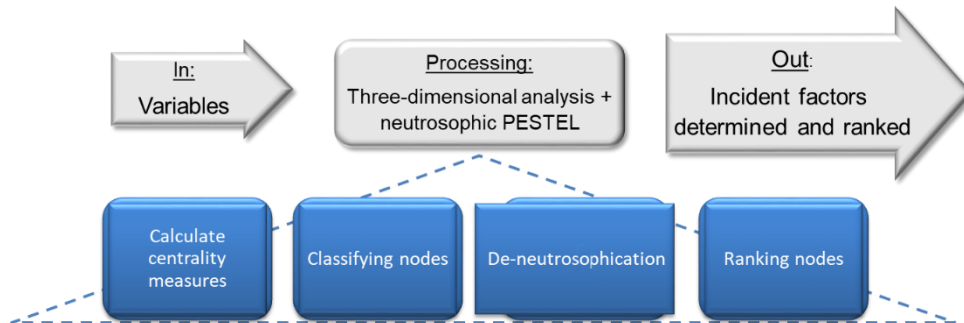 In:
Variables
Processing:
Three-dimensional analysis +
neutrosophic PESTEL
Out:
Incident factors
determined and ranked
Calculate
centrality
measures
Classifying nodes
De-neutrosophication
Ranking nodes